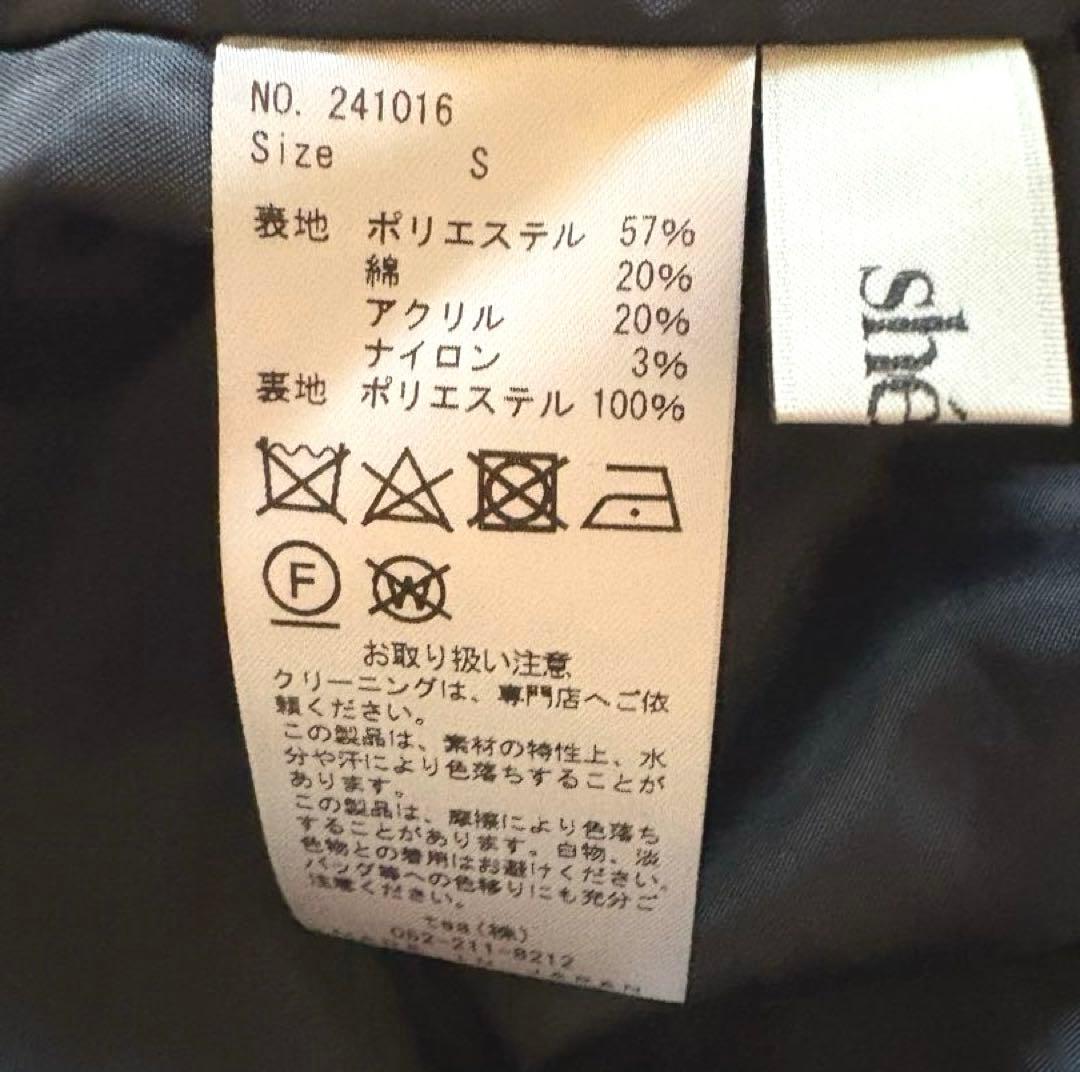 NO. 241016
Size S
裏地 ポリエステル 57%
綿 20%
アクリル 20%
ナイロン 3%
裏地 ポリエステル 100%
F W
お取り扱い注意
クリーニングは、専門店へご依
頼ください。
この製品は、素材の特性上、水
分や汗により色落ちすることが
あります。
この製品は、摩擦により色落ち
することがあります。白物、淡
色物との着用はお避けください。
バッグ等への色移りにも充分ご
注意ください。
(株)
052-211-8212
IN JAPAN
shé